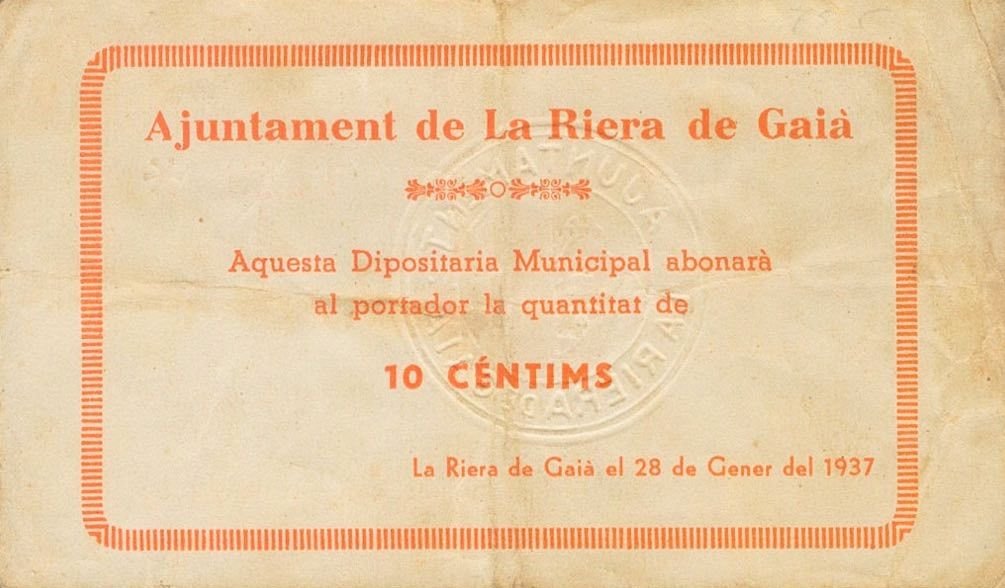 Ajuntament de La Riera de Gaià
Aquesta Dipositaria Municipal abonarà
al portador la quantitat de
10 CÉNTIMS
La Riera de Gaià el 28 de Gener del 1937